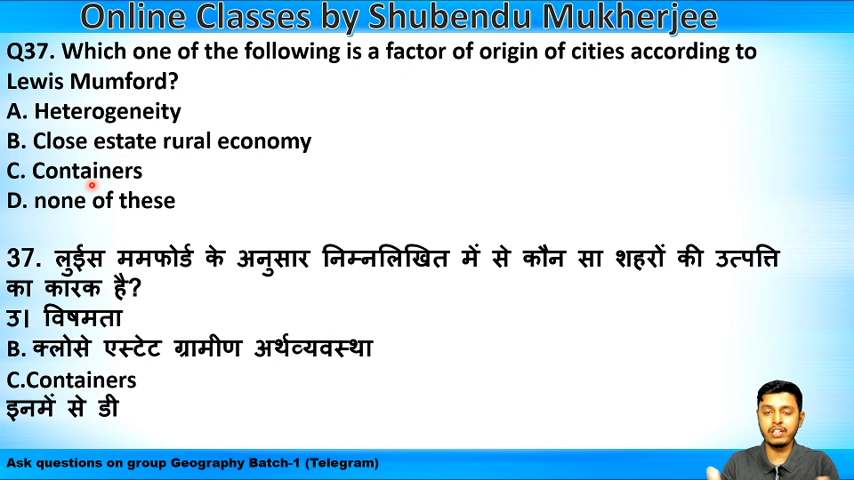 Online Classes by Shubendu Mukherjee
Q37. Which one of the following is a factor of origin of cities according to
Lewis Mumford?
A. Heterogeneity
B. Close estate rural economy
C. Containers
D. none of these
37. लुईस ममफोर्ड के अनुसार निम्नलिखित में से कौन सा शहरों की उत्पत्ति
का कारक है?
उ। विषमता
B. क्लोसे एस्टेट ग्रामीण अर्थव्यवस्था
C.Containers
इनमें से डी
Ask questions on group Geography Batch-1 (Telegram)